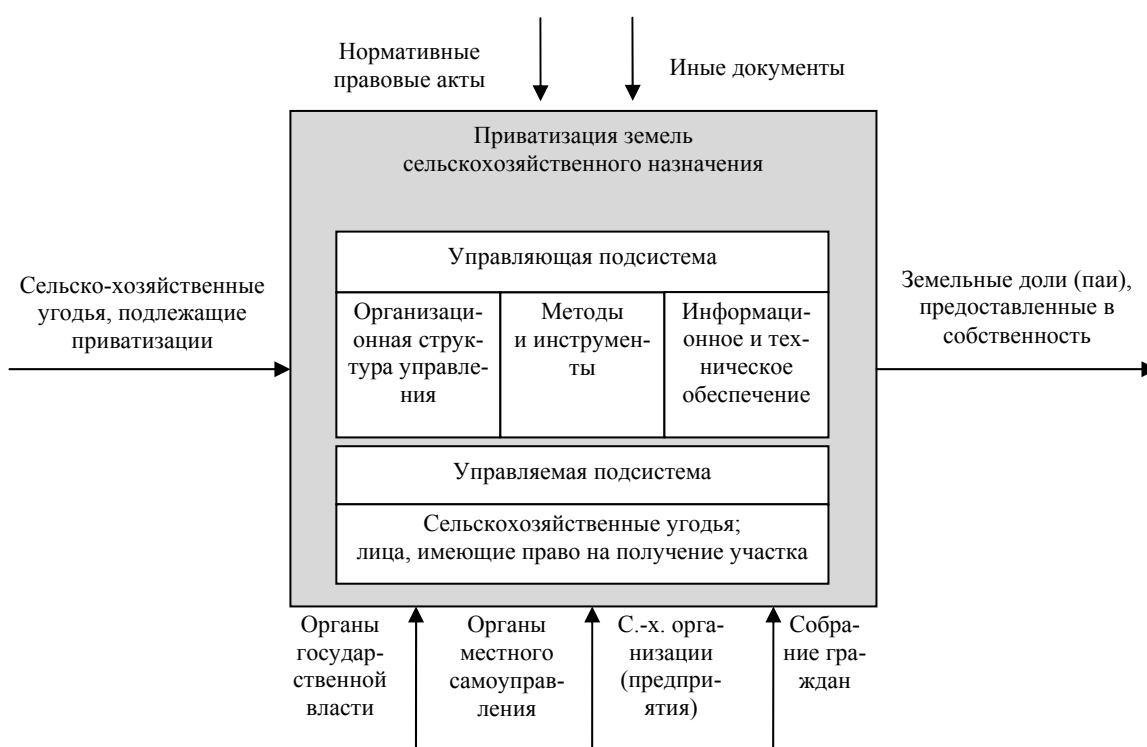 Нормативные
правовые акты
Иные документы
Приватизация земель
сельскохозяйственного назначения
Управляющая подсистема
Сельско-хозяйственные
угодья, подлежащие
приватизации
Организаци-
онная струк-
тура управле-
ния
Методы
и инструмен-
ты
Информаци-
онное и тех-
ническое
обеспечение
Земельные доли (паи),
предоставленные в
собственность
Управляемая подсистема
Сельскохозяйственные угодья;
лица, имеющие право на получение участка
Органы
государ-
ственной
власти
Органы
местного
самоуправ-
ления
С.-х. орга-
низации
(предпри-
ятия)
Собра-
ние гра-
ждан